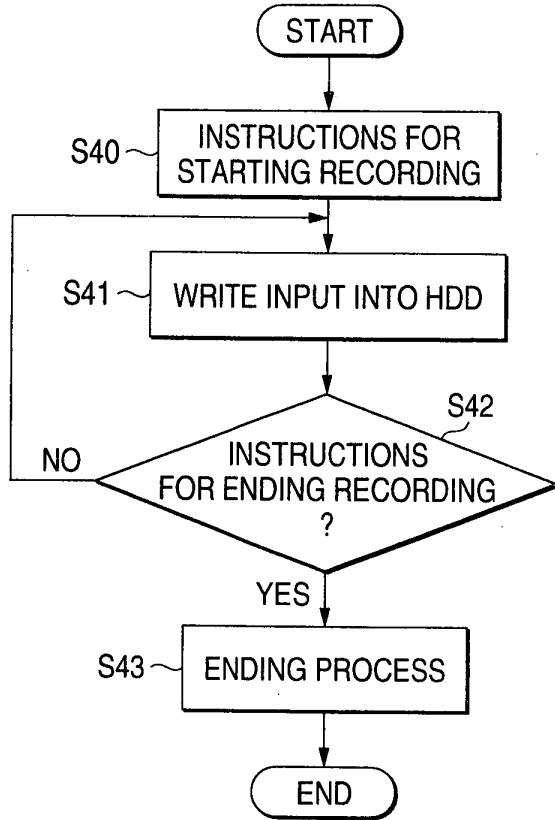 START
S40
INSTRUCTIONS FOR
STARTING RECORDING
S41
WRITE INPUT INTO HDD
S42
INSTRUCTIONS
FOR ENDING RECORDING
?
NO
YES
S43
ENDING PROCESS
END